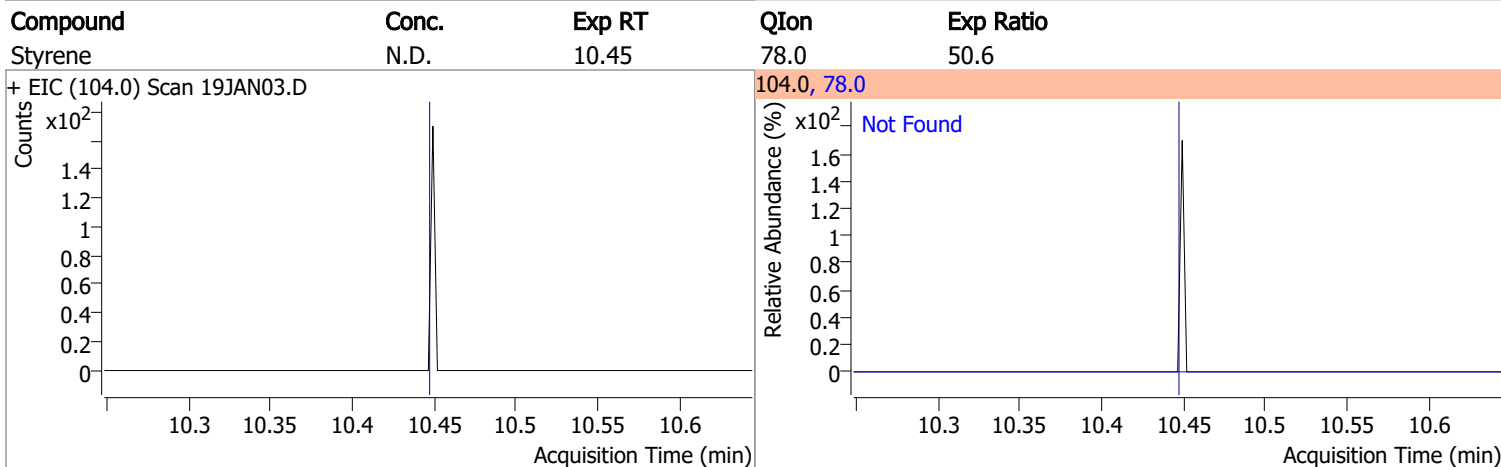 Compound Conc. Exp RT QIon Exp Ratio
Styrene N.D. 10.45 78.0 50.6
+ EIC (104.0) Scan 19JAN03.D
Counts
x10²
1.4
1.2
1
0.8
0.6
0.4
0.2
0
10.3 10.35 10.4 10.45 10.5 10.55 10.6
Acquisition Time (min)
104.0, 78.0
Relative Abundance (%)
x10²
Not Found
1.6
1.4
1.2
1
0.8
0.6
0.4
0.2
0
10.3 10.35 10.4 10.45 10.5 10.55 10.6
Acquisition Time (min)